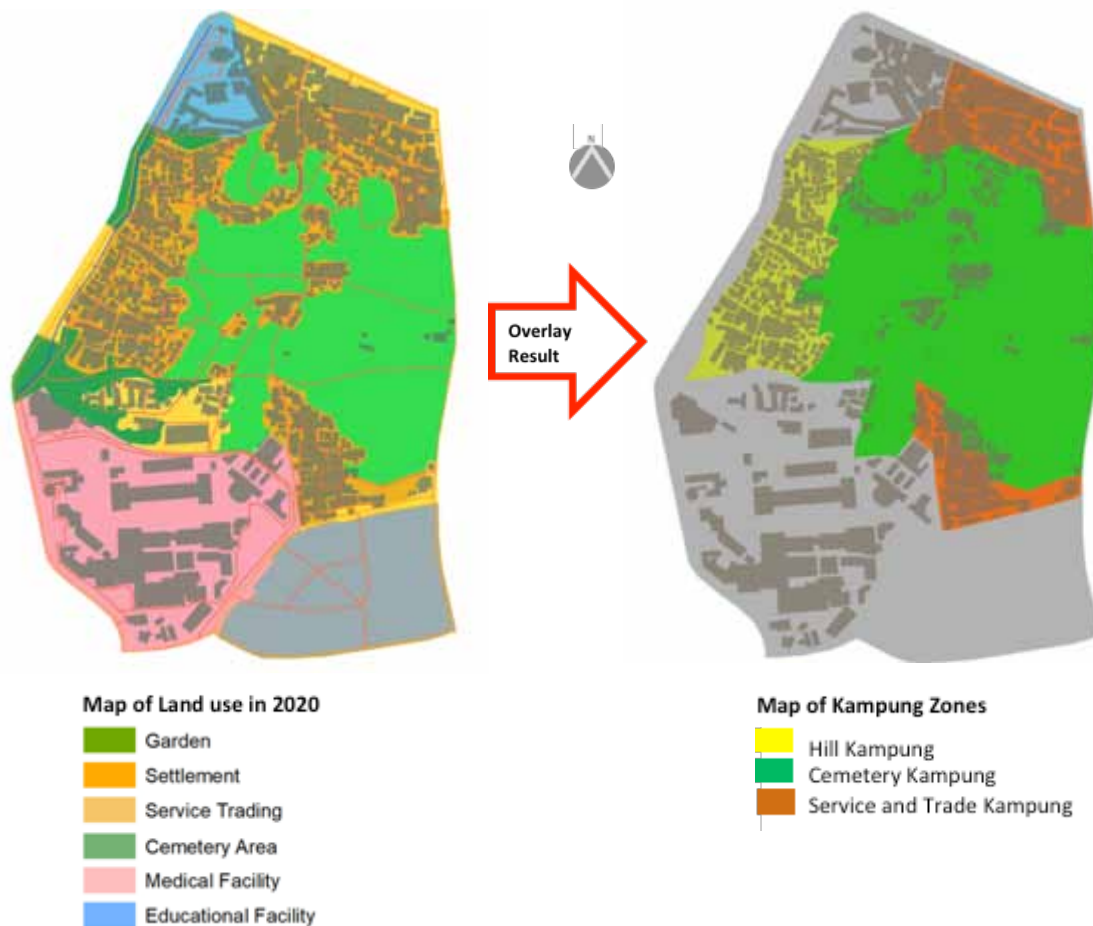 N
Overlay
Result
Map of Land use in 2020
Garden
Settlement
Service Trading
Cemetery Area
Medical Facility
Educational Facility
Map of Kampung Zones
Hill Kampung
Cemetery Kampung
Service and Trade Kampung